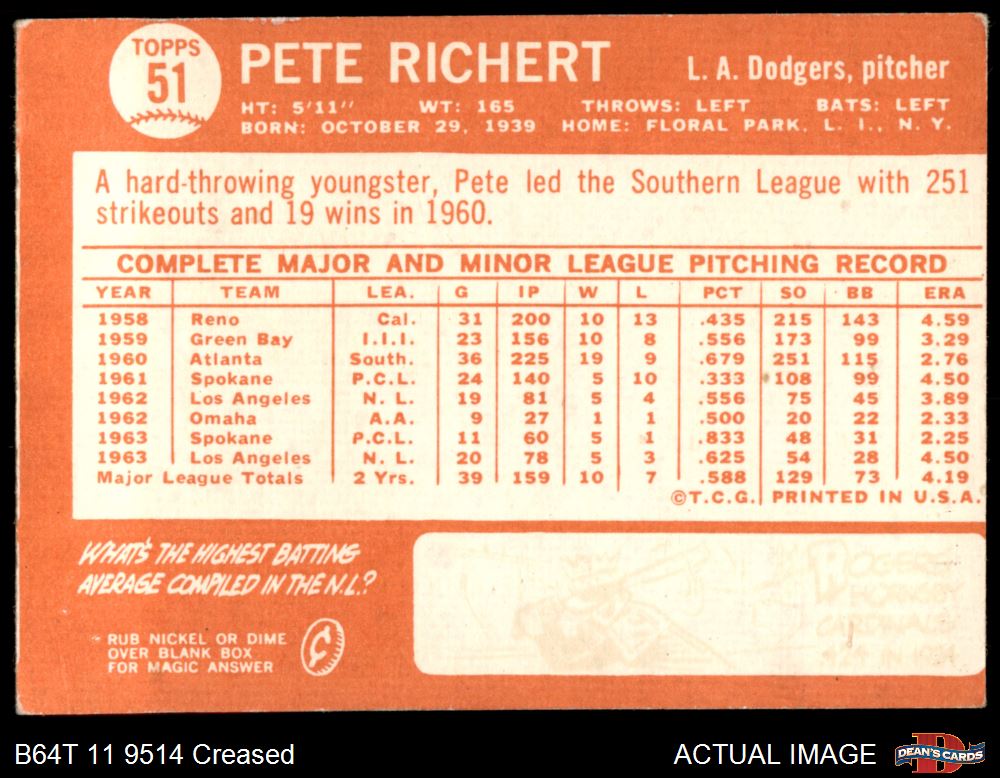 TOPPS
51
PETE RICHERT
L. A. Dodgers, pitcher
HT: 5'11" WT: 165 THROWS: LEFT BATS: LEFT
BORN: OCTOBER 29, 1939 HOME: FLORAL PARK, L. I., N. Y.
A hard-throwing youngster, Pete led the Southern League with 251
strikeouts and 19 wins in 1960.
COMPLETE MAJOR AND MINOR LEAGUE PITCHING RECORD
YEAR TEAM LEA. G IP W L PCT SO BB ERA
1958 Reno Cal. 31 200 10 13 .435 215 143 4.59
1959 Green Bay I.I.I. 23 156 10 8 .556 173 99 3.29
1960 Atlanta South. 36 225 19 9 .679 251 115 2.76
1961 Spokane P.C.L. 24 140 5 10 .333 108 99 4.50
1962 Los Angeles N. L. 19 81 5 4 .556 75 45 3.89
1962 Omaha A.A. 9 27 1 1 .500 20 22 2.33
1963 Spokane P.C.L. 11 60 5 1 .833 48 31 2.25
1963 Los Angeles N. L. 20 78 5 3 .625 54 28 4.50
Major League Totals 2 Yrs. 39 159 10 7 .588 129 73 4.19
©T.C.G. PRINTED IN U.S.A.
WHAT'S THE HIGHEST BATTING
AVERAGE COMPILED IN THE N.L.?
RUB NICKEL OR DIME
OVER BLANK BOX
FOR MAGIC ANSWER
¢
ROGERS
HORNSBY
CARDINALS
.424 IN 1924
B64T 11 9514 Creased
ACTUAL IMAGE
DEAN'S CARDS